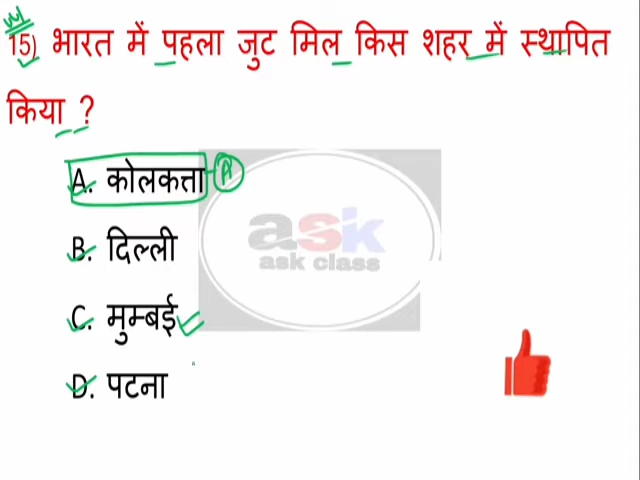 15) भारत में पहला जुट मिल किस शहर में स्थापित
किया ?
A. कोलकत्ता A
B. दिल्ली
C. मुम्बई
D. पटना
ask
ask class